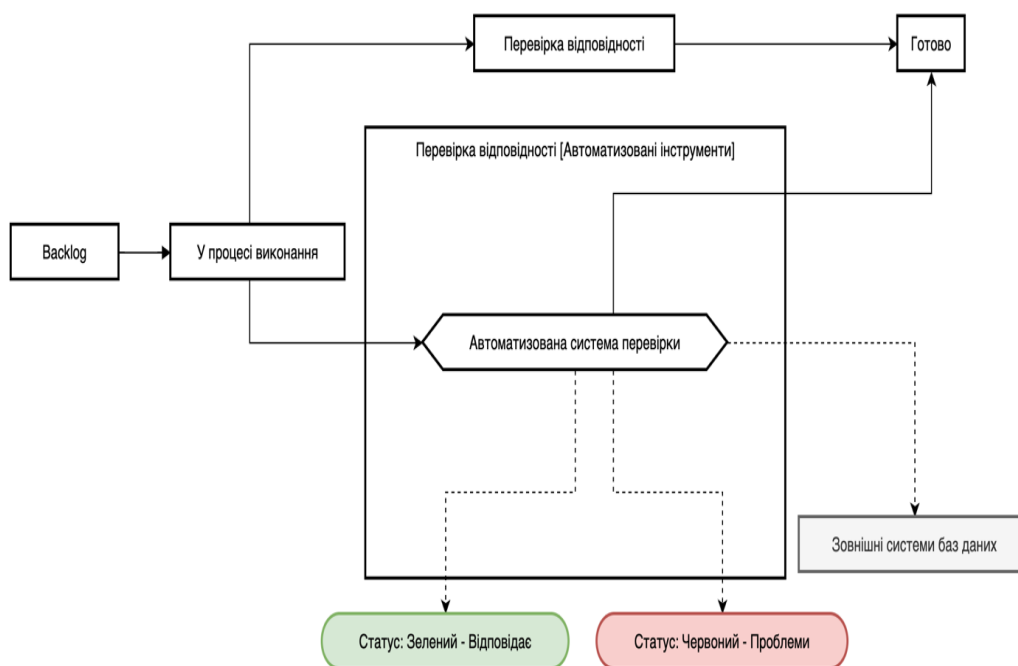 Перевірка відповідності
Готово
Перевірка відповідності [Автоматизовані інструменти]
Backlog
У процесі виконання
Автоматизована система перевірки
Зовнішні системи баз даних
Статус: Зелений - Відповідає
Статус: Червоний - Проблеми